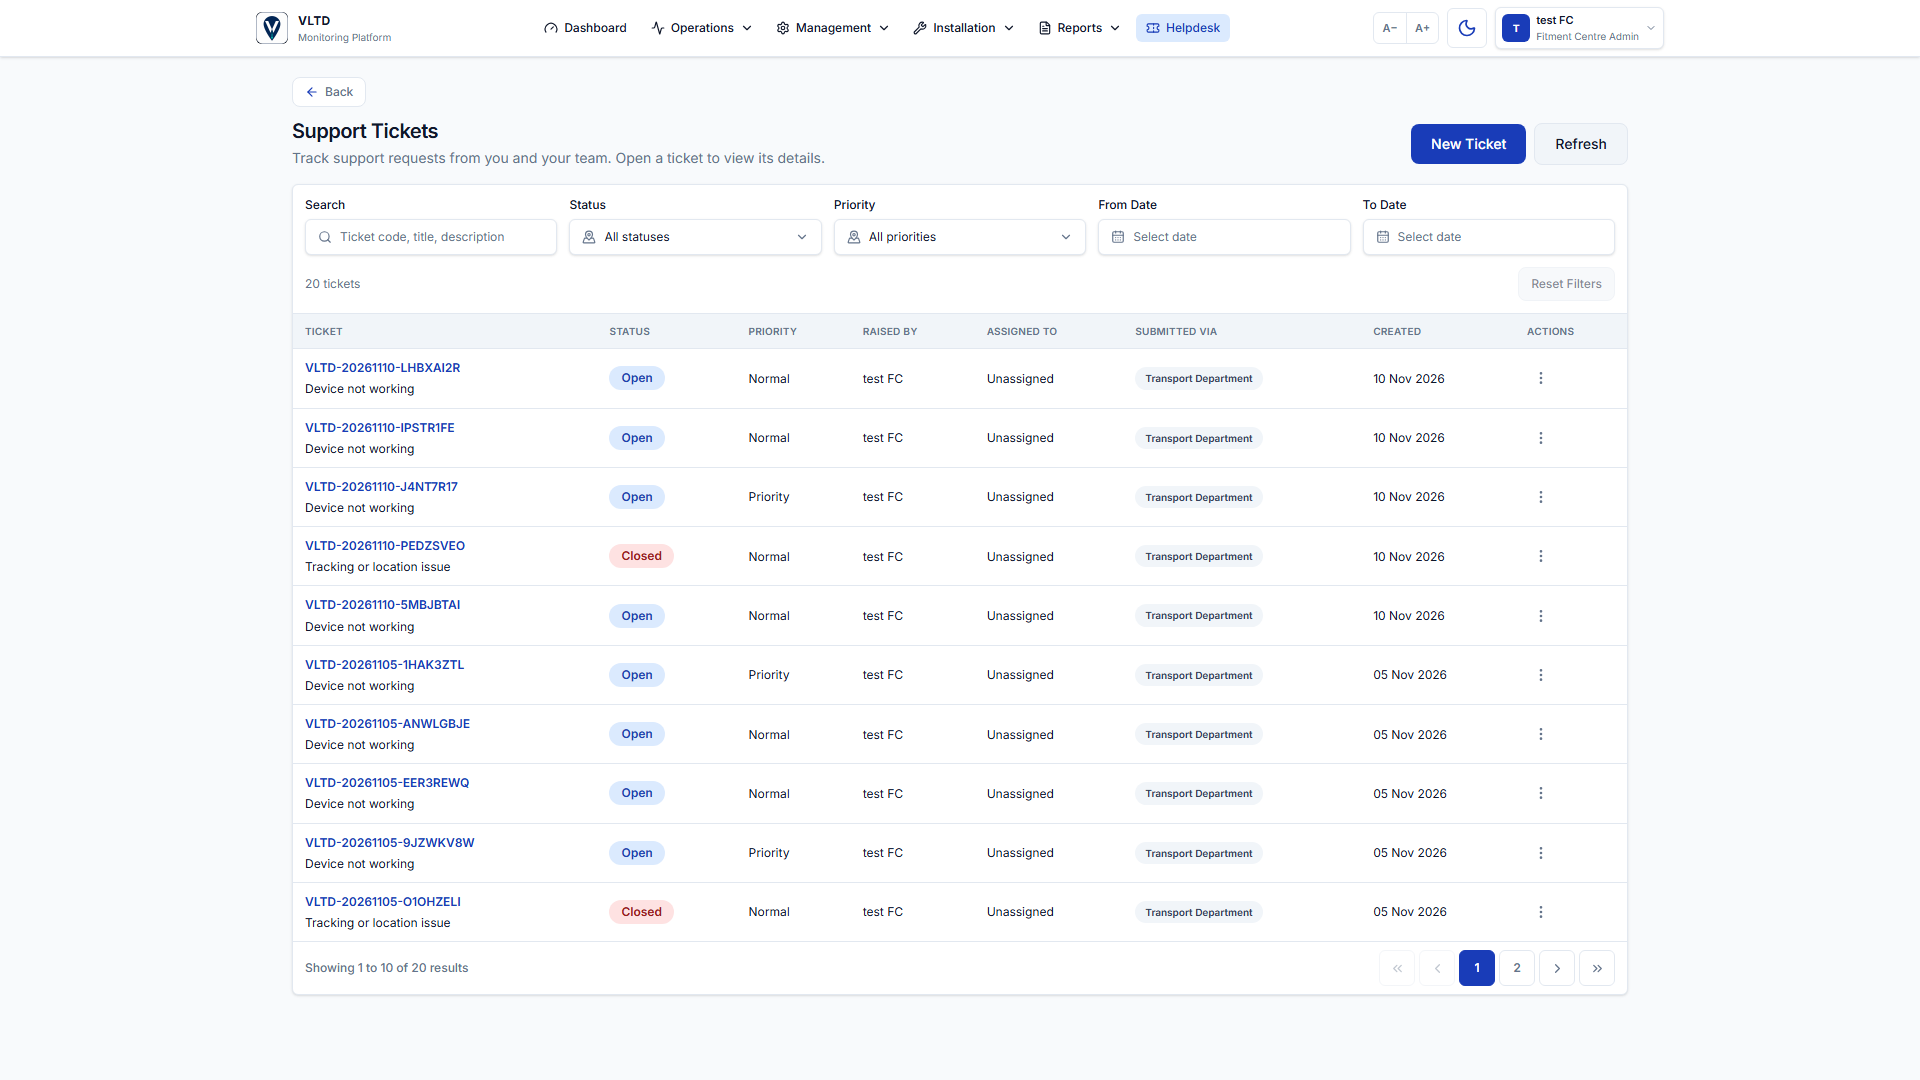 VLTD
Monitoring Platform
Dashboard
Operations
Management
Installation
Reports
Helpdesk
A−
A+
T
test FC
Fitment Centre Admin
Back
Support Tickets
Track support requests from you and your team. Open a ticket to view its details.
New Ticket
Refresh
Search
Status
Priority
From Date
To Date
Ticket code, title, description
All statuses
All priorities
Select date
Select date
20 tickets
Reset Filters
TICKET STATUS PRIORITY RAISED BY ASSIGNED TO SUBMITTED VIA CREATED ACTIONS
VLTD-20261110-LHBXAI2R
Device not working
Open Normal test FC Unassigned Transport Department 10 Nov 2026
VLTD-20261110-IPSTR1FE
Device not working
Open Normal test FC Unassigned Transport Department 10 Nov 2026
VLTD-20261110-J4NT7R17
Device not working
Open Priority test FC Unassigned Transport Department 10 Nov 2026
VLTD-20261110-PEDZSVEO
Tracking or location issue
Closed Normal test FC Unassigned Transport Department 10 Nov 2026
VLTD-20261110-5MBJBTAI
Device not working
Open Normal test FC Unassigned Transport Department 10 Nov 2026
VLTD-20261105-1HAK3ZTL
Device not working
Open Priority test FC Unassigned Transport Department 05 Nov 2026
VLTD-20261105-ANWLGBJE
Device not working
Open Normal test FC Unassigned Transport Department 05 Nov 2026
VLTD-20261105-EER3REWQ
Device not working
Open Normal test FC Unassigned Transport Department 05 Nov 2026
VLTD-20261105-9JZWKV8W
Device not working
Open Priority test FC Unassigned Transport Department 05 Nov 2026
VLTD-20261105-O1OHZELI
Tracking or location issue
Closed Normal test FC Unassigned Transport Department 05 Nov 2026
Showing 1 to 10 of 20 results
« ‹ 1 2 › »